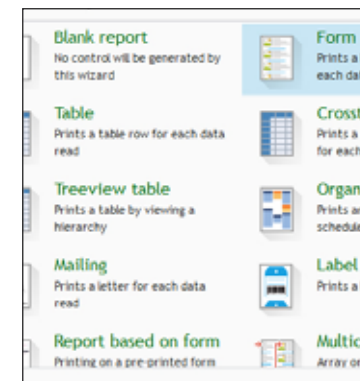 Blank report
No control will be generated by
this wizard
Form
Prints a
each da
Table
Prints a table row for each data
read
Crosst
Prints a
for each
Treeview table
Prints a table by viewing a
hierarchy
Organ
Prints a
schedule
Mailing
Prints a letter for each data
read
Label
Prints a
Report based on form
Printing on a pre-printed form
Multic
Array or